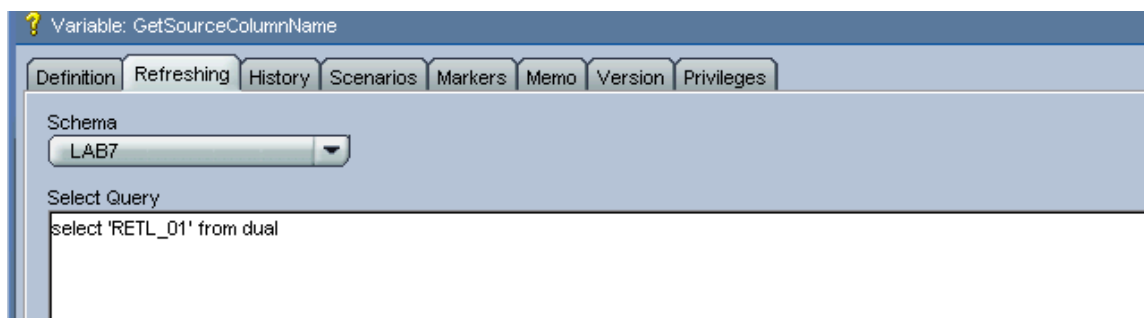 Variable: GetSourceColumnName
Definition Refreshing History Scenarios Markers Memo Version Privileges
Schema
LAB7
Select Query
select 'RETL_01' from dual